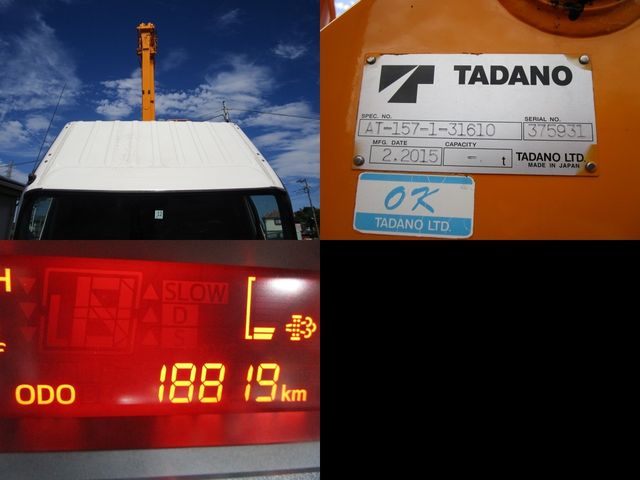 TADANO
SPEC. NO.
SERIAL NO.
AT-157-1-31610
375931
MFG. DATE
CAPACITY
2.2015
- t
TADANO LTD.
MADE IN JAPAN
OK
TADANO LTD.
H
SLOW
D
S
F
ODO 18819 km